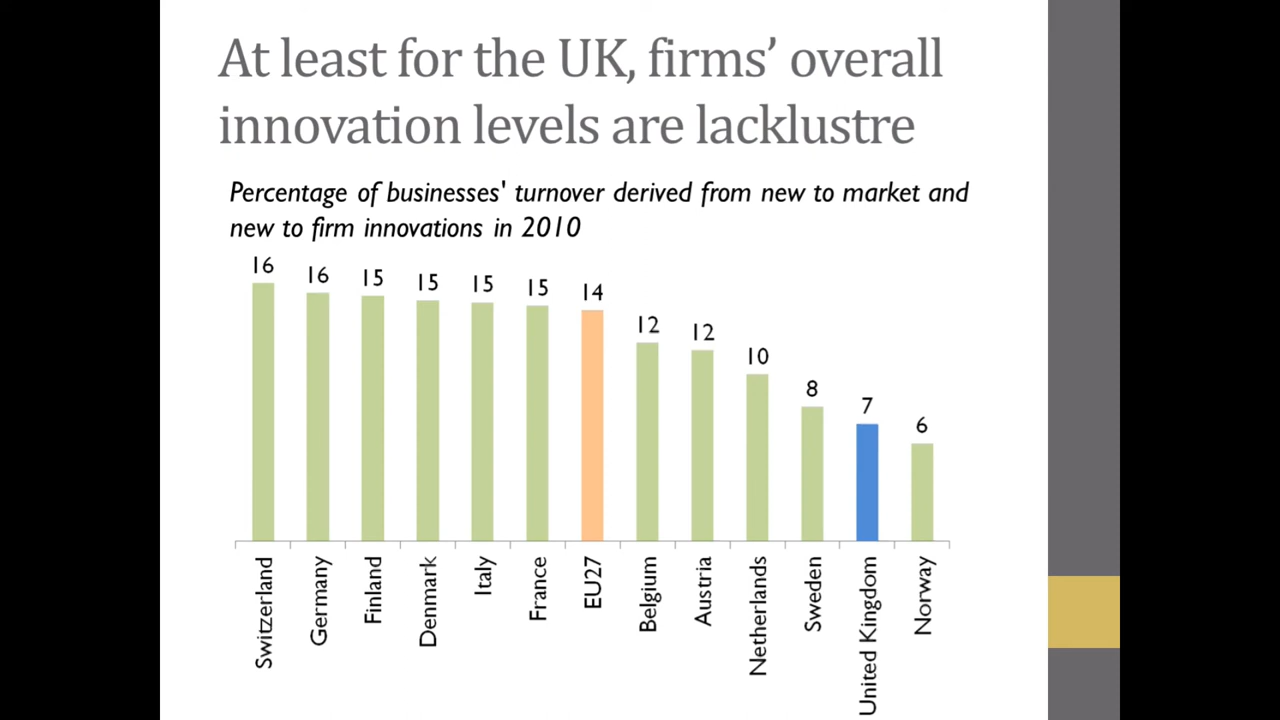 At least for the UK, firms’ overall
innovation levels are lacklustre
Percentage of businesses' turnover derived from new to market and
new to firm innovations in 2010
16
16
15
15
15
15
14
12
12
10
8
7
6
Switzerland
Germany
Finland
Denmark
Italy
France
EU27
Belgium
Austria
Netherlands
Sweden
United Kingdom
Norway